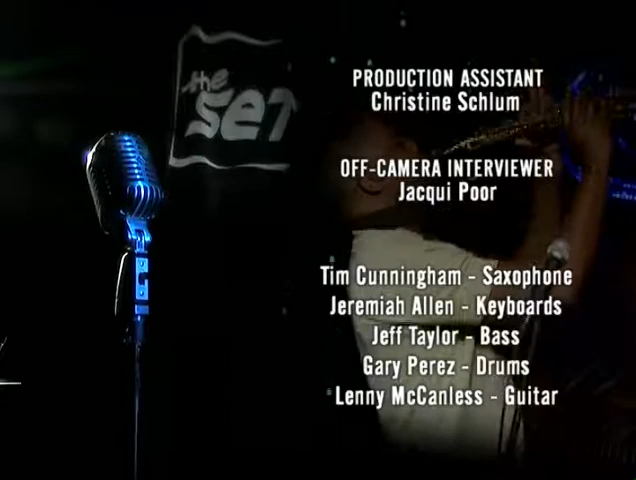 the
SET
PRODUCTION ASSISTANT
Christine Schlum
OFF-CAMERA INTERVIEWER
Jacqui Poor
Tim Cunningham - Saxophone
Jeremiah Allen - Keyboards
Jeff Taylor - Bass
Gary Perez - Drums
Lenny McCanless - Guitar